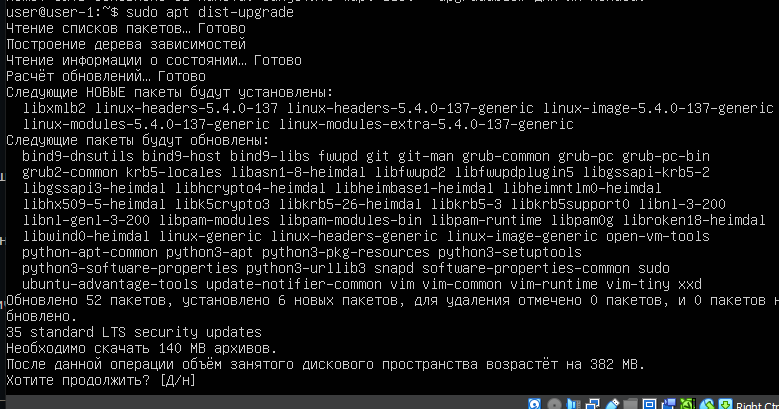 user@user-1:~$ sudo apt dist-upgrade
Чтение списков пакетов… Готово
Построение дерева зависимостей
Чтение информации о состоянии… Готово
Расчёт обновлений… Готово
Следующие НОВЫЕ пакеты будут установлены:
libxmlb2 linux-headers-5.4.0-137 linux-headers-5.4.0-137-generic linux-image-5.4.0-137-generic
linux-modules-5.4.0-137-generic linux-modules-extra-5.4.0-137-generic
Следующие пакеты будут обновлены:
bind9-dnsutils bind9-host bind9-libs fwupd git git-man grub-common grub-pc grub-pc-bin
grub2-common krb5-locales libasn1-8-heimdal libfwupd2 libfwupdplugin5 libgssapi-krb5-2
libgssapi3-heimdal libhcrypto4-heimdal libheimbase1-heimdal libheimntlm0-heimdal
libhx509-5-heimdal libk5crypto3 libkrb5-26-heimdal libkrb5-3 libkrb5support0 libnl-3-200
libnl-genl-3-200 libpam-modules libpam-modules-bin libpam-runtime libpam0g libroken18-heimdal
libwind0-heimdal linux-generic linux-headers-generic linux-image-generic open-vm-tools
python-apt-common python3-apt python3-pkg-resources python3-setuptools
python3-software-properties python3-urllib3 snapd software-properties-common sudo
ubuntu-advantage-tools update-notifier-common vim vim-common vim-runtime vim-tiny xxd
Обновлено 52 пакетов, установлено 6 новых пакетов, для удаления отмечено 0 пакетов, и 0 пакетов н
бновлено.
35 standard LTS security updates
Необходимо скачать 140 MB архивов.
После данной операции объём занятого дискового пространства возрастёт на 382 MB.
Хотите продолжить? [Д/н]
Right Ctr